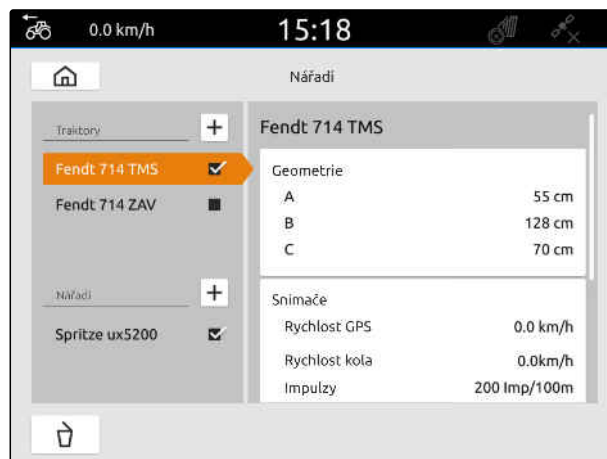 0.0 km/h
15:18
Nářadí
Traktory
Fendt 714 TMS
Fendt 714 ZAV
Nářadí
Spritze ux5200
Fendt 714 TMS
Geometrie
A 55 cm
B 128 cm
C 70 cm
Snímače
Rychlost GPS 0.0 km/h
Rychlost kola 0.0km/h
Impulzy 200 Imp/100m